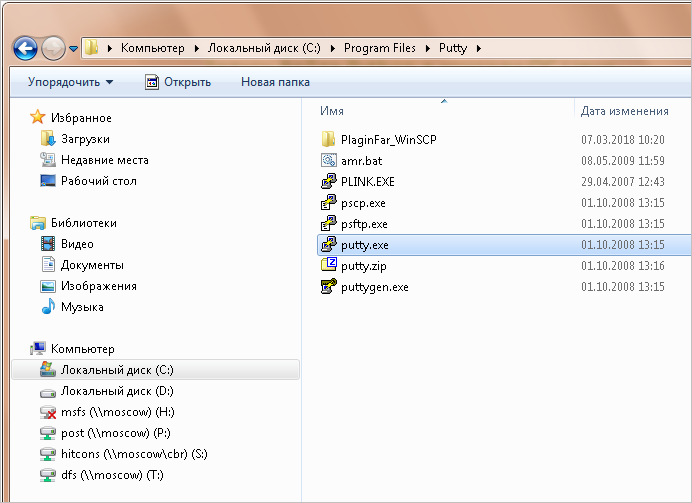 Компьютер Локальный диск (C:) Program Files Putty
Упорядочить Открыть Новая папка
Избранное
Загрузки
Недавние места
Рабочий стол
Библиотеки
Видео
Документы
Изображения
Музыка
Компьютер
Локальный диск (C:)
Локальный диск (D:)
msfs (\\moscow) (H:)
post (\\moscow) (P:)
hitcons (\\moscow\cbr) (S:)
dfs (\\moscow) (T:)
Имя Дата изменения
PlaginFar_WinSCP 07.03.2018 10:20
amr.bat 08.05.2009 11:59
PLINK.EXE 29.04.2007 12:43
pscp.exe 01.10.2008 13:15
psftp.exe 01.10.2008 13:15
putty.exe 01.10.2008 13:15
putty.zip 01.10.2008 13:16
puttygen.exe 01.10.2008 13:15